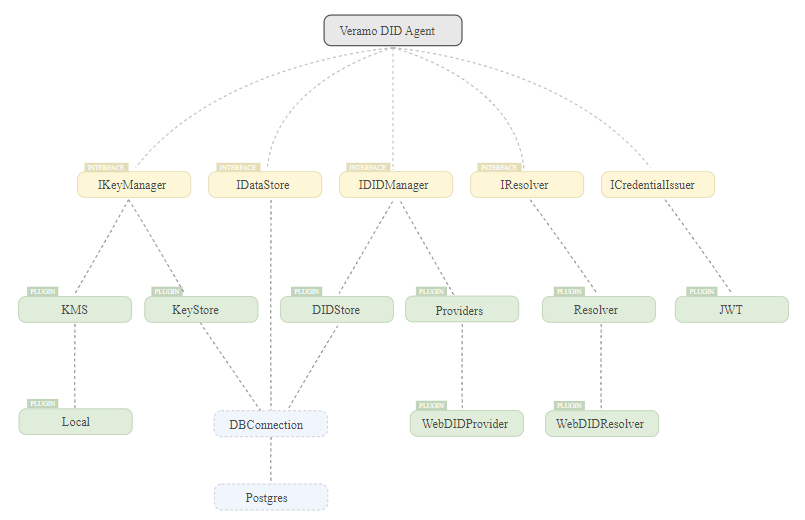 Veramo DID Agent
INTERFACE
IKeyManager
INTERFACE
IDataStore
INTERFACE
IDIDManager
INTERFACE
IResolver
ICredentialIssuer
PLUGIN
KMS
PLUGIN
KeyStore
PLUGIN
DIDStore
PLUGIN
Providers
PLUGIN
Resolver
PLUGIN
JWT
PLUGIN
Local
DBConnection
PLUGIN
WebDIDProvider
PLUGIN
WebDIDResolver
Postgres